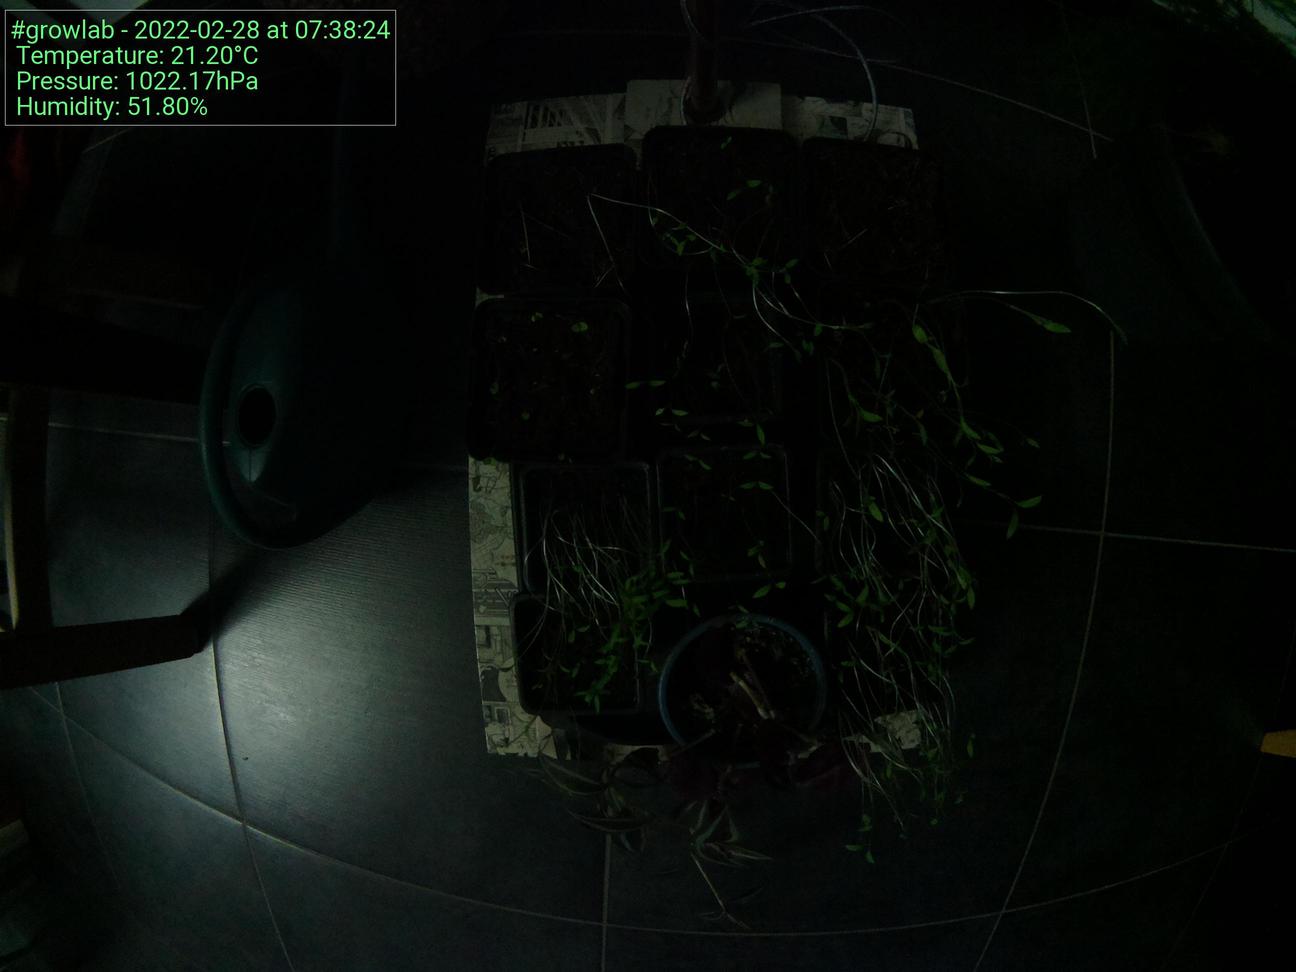 #growlab - 2022-02-28 at 07:38:24
Temperature: 21.20°C
Pressure: 1022.17hPa
Humidity: 51.80%